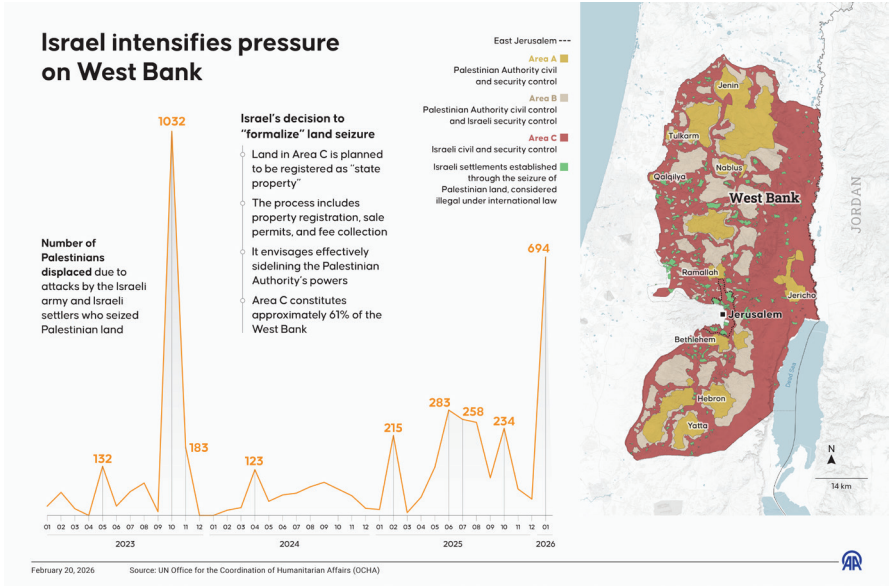 Israel intensifies pressure
on West Bank
East Jerusalem
Area A
Palestinian Authority civil
and security control
Area B
Palestinian Authority civil control
and Israeli security control
Area C
Israeli civil and security control
Israeli settlements established
through the seizure of
Palestinian land, considered
illegal under international law
Israel's decision to
"formalize" land seizure
Land in Area C is planned
to be registered as "state
property"
The process includes
property registration, sale
permits, and fee collection
It envisages effectively
sidelining the Palestinian
Authority's powers
Area C constitutes
approximately 61% of the
West Bank
Number of
Palestinians
displaced due to
attacks by the Israeli
army and Israeli
settlers who seized
Palestinian land
132
1032
183
123
215
283
258
234
694
01 02 03 04 05 06 07 08 09 10 11 12 01 02 03 04 05 06 07 08 09 10 11 12 01 02 03 04 05 06 07 08 09 10 11 12 01
2023 2024 2025 2026
Jenin
Tulkarm
Nablus
Qalqilya
West Bank
JORDAN
Ramallah
Jericho
Jerusalem
Bethlehem
Dead Sea
Hebron
Yatta
N
14 km
February 20, 2026 Source: UN Office for the Coordination of Humanitarian Affairs (OCHA)
AA